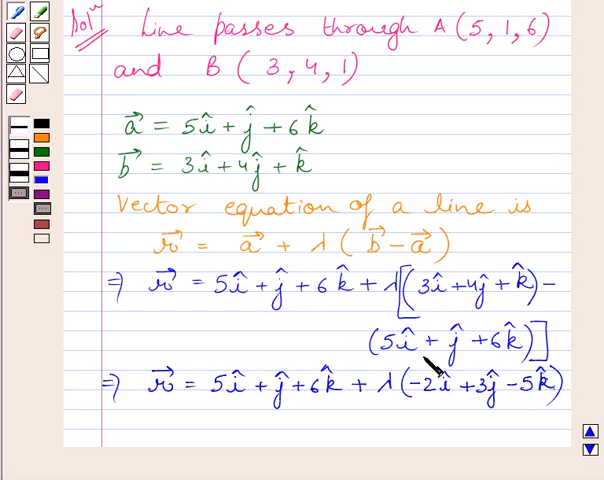 Solⁿ Line passes through A (5, 1, 6)
and B (3, 4, 1)
a⃗ = 5î + ĵ + 6k̂
b⃗ = 3î + 4ĵ + k̂
Vector equation of a line is
r⃗ = a⃗ + λ (b⃗ - a⃗)
⇒ r⃗ = 5î + ĵ + 6k̂ + λ[(3î + 4ĵ + k̂) -
(5î + ĵ + 6k̂)]
⇒ r⃗ = 5î + ĵ + 6k̂ + λ (-2î + 3ĵ - 5k̂)